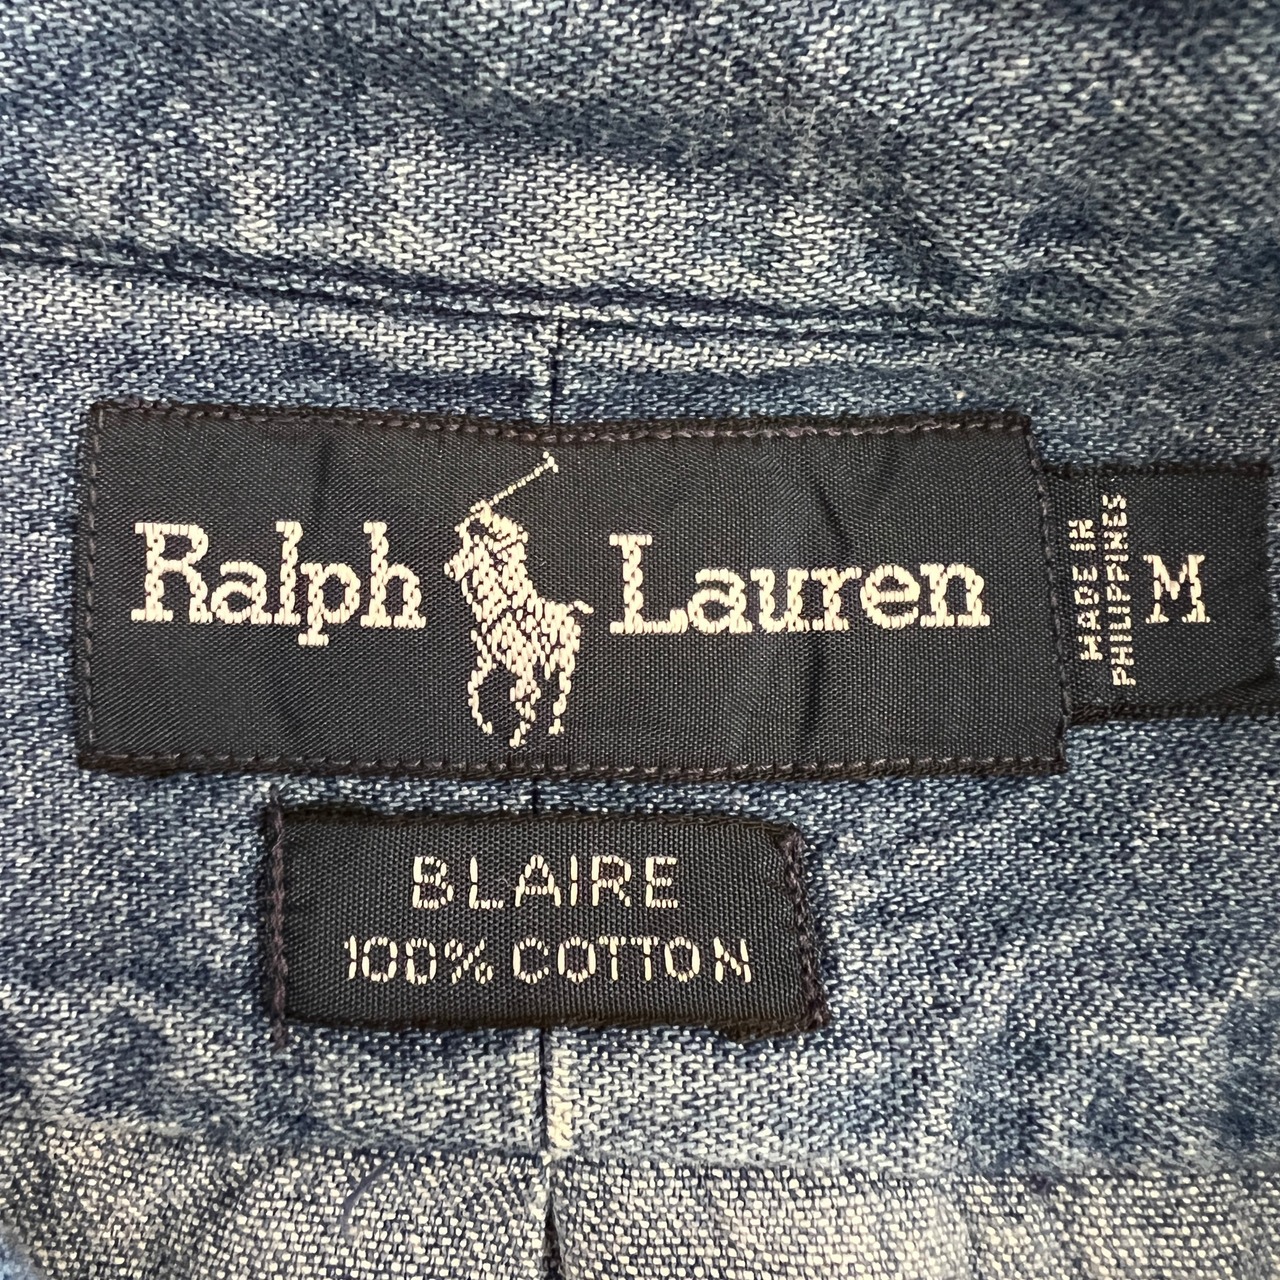 Ralph Lauren
MADE IN
PHILIPPINES
M
BLAIRE
100% COTTON